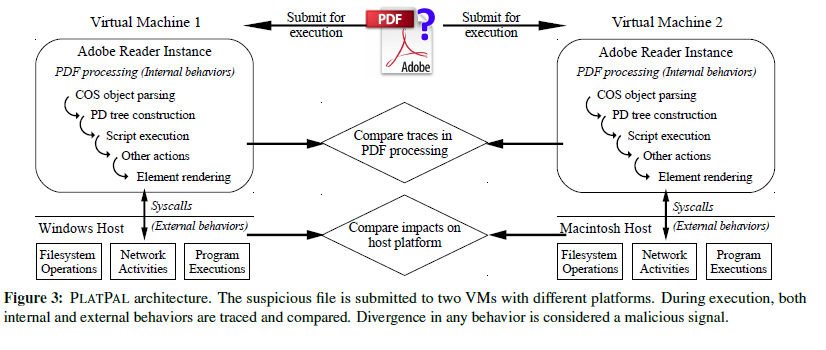 Virtual Machine 1
Submit for
execution
PDF
?
Adobe
Submit for
execution
Virtual Machine 2
Adobe Reader Instance
PDF processing (Internal behaviors)
COS object parsing
PD tree construction
Script execution
Other actions
Element rendering
Compare traces in
PDF processing
Adobe Reader Instance
PDF processing (Internal behaviors)
COS object parsing
PD tree construction
Script execution
Other actions
Element rendering
Syscalls
(External behaviors)
Windows Host
Filesystem
Operations
Network
Activities
Program
Executions
Compare impacts on
host platform
Syscalls
(External behaviors)
Macintosh Host
Filesystem
Operations
Network
Activities
Program
Executions
Figure 3: PLATPAL architecture. The suspicious file is submitted to two VMs with different platforms. During execution, both
internal and external behaviors are traced and compared. Divergence in any behavior is considered a malicious signal.